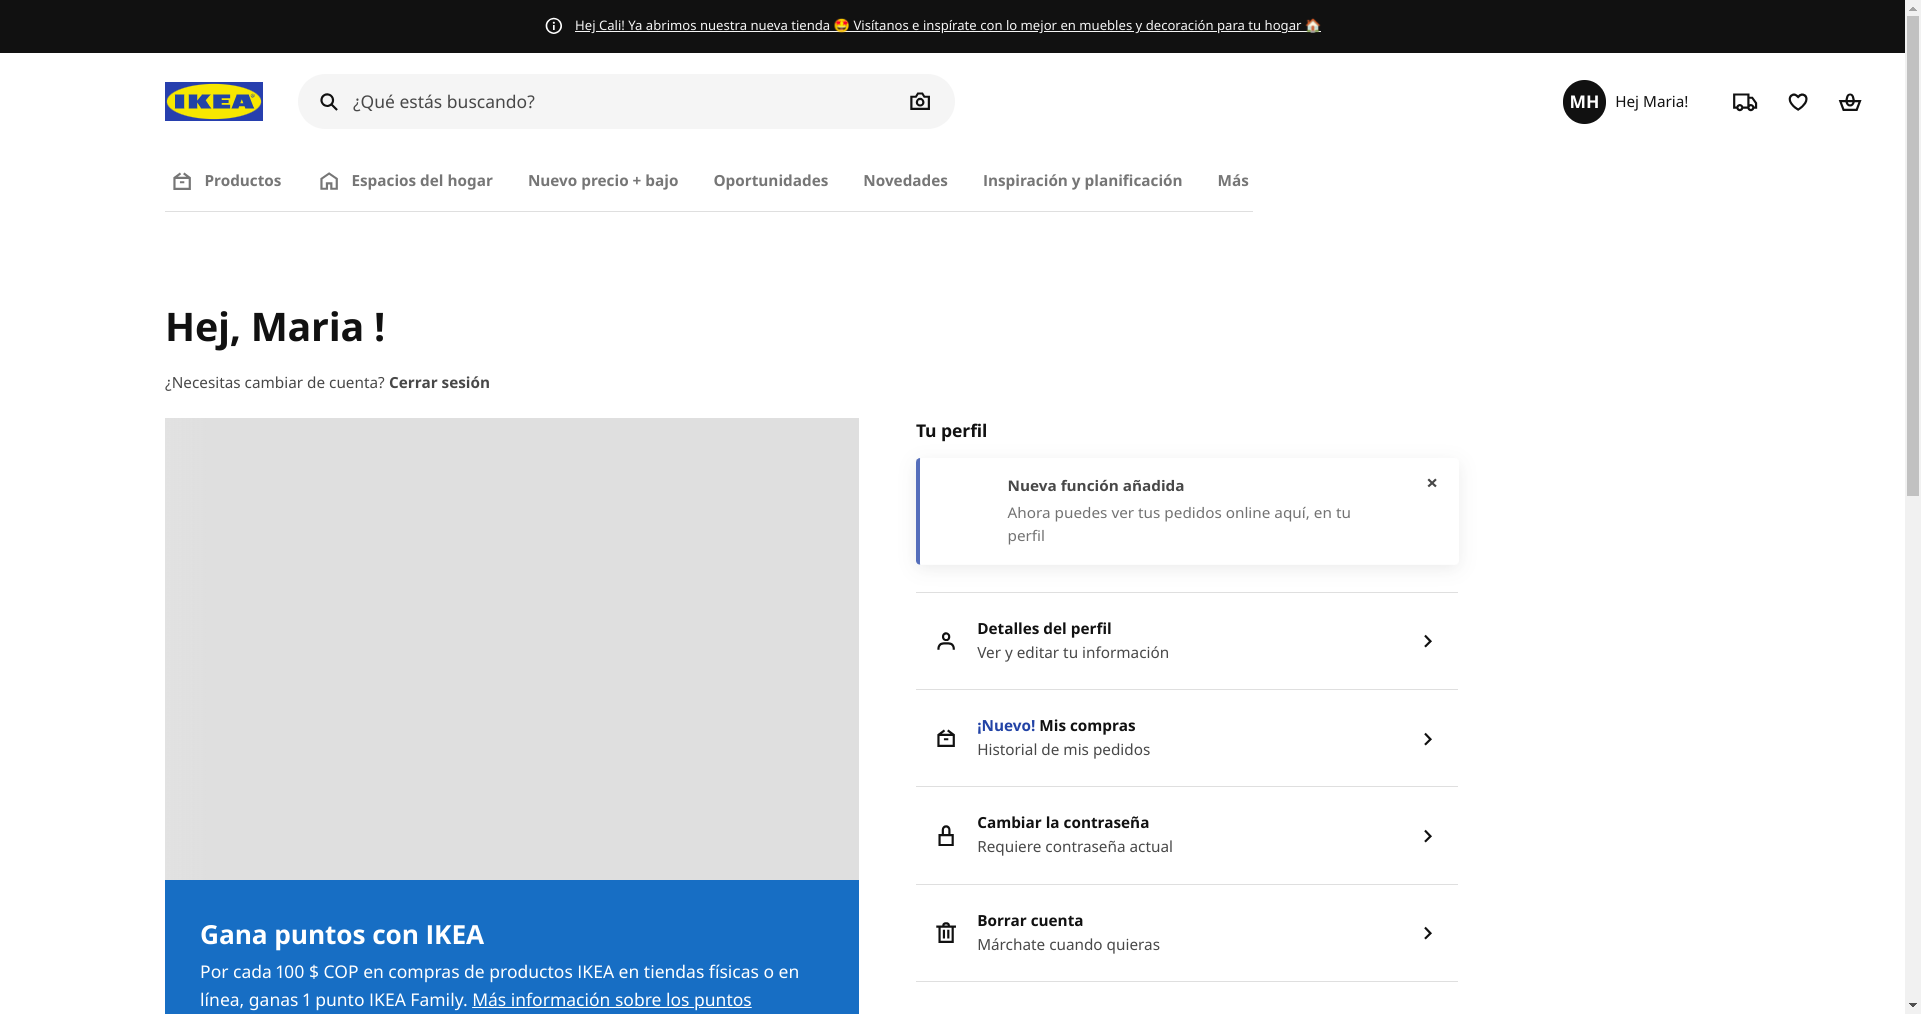 Hej Cali! Ya abrimos nuestra nueva tienda 🤩 Visítanos e inspírate con lo mejor en muebles y decoración para tu hogar 🏠
IKEA
¿Qué estás buscando?
MH Hej Maria!
Productos
Espacios del hogar
Nuevo precio + bajo
Oportunidades
Novedades
Inspiración y planificación
Más
Hej, Maria !
¿Necesitas cambiar de cuenta? Cerrar sesión
Gana puntos con IKEA
Por cada 100 $ COP en compras de productos IKEA en tiendas físicas o en
línea, ganas 1 punto IKEA Family. Más información sobre los puntos
Tu perfil
Nueva función añadida
Ahora puedes ver tus pedidos online aquí, en tu
perfil
Detalles del perfil
Ver y editar tu información
¡Nuevo! Mis compras
Historial de mis pedidos
Cambiar la contraseña
Requiere contraseña actual
Borrar cuenta
Márchate cuando quieras